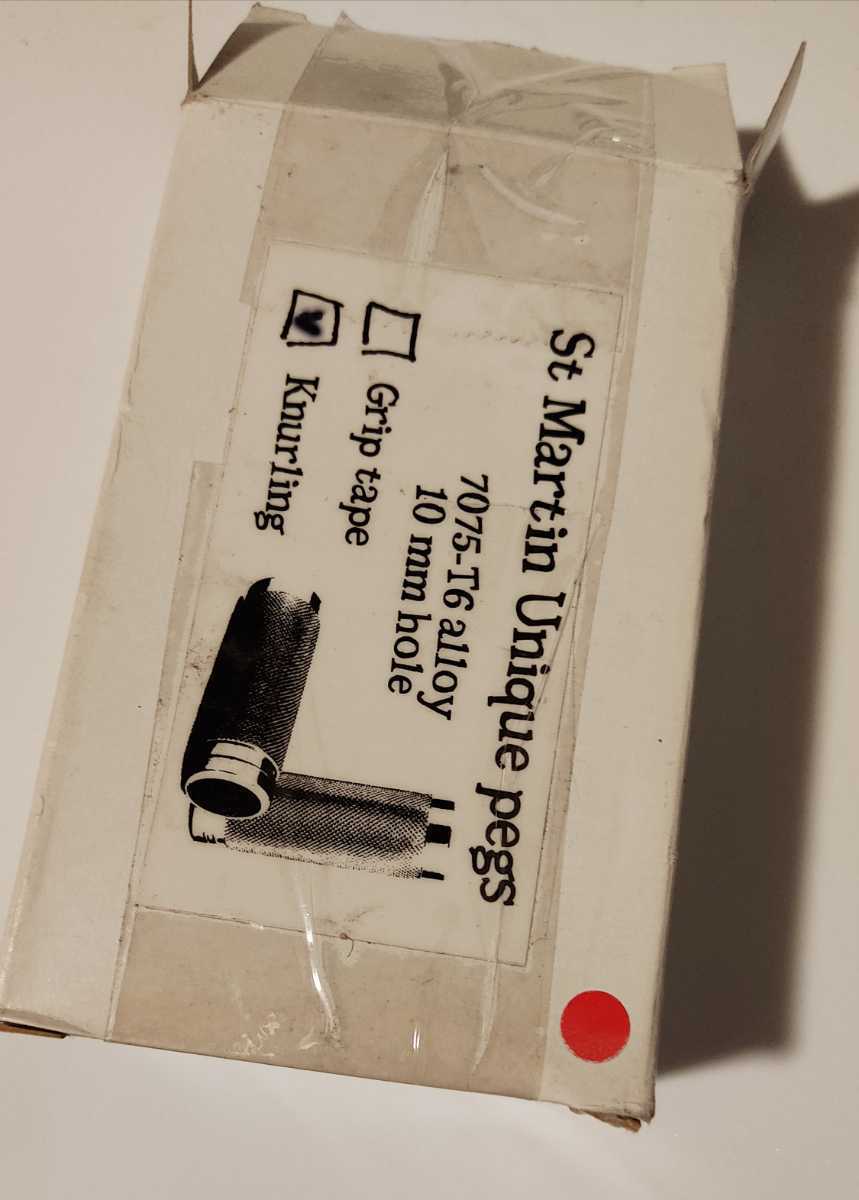 St Martin Unique pegs
7075-T6 alloy
10 mm hole
Grip tape
Knurling